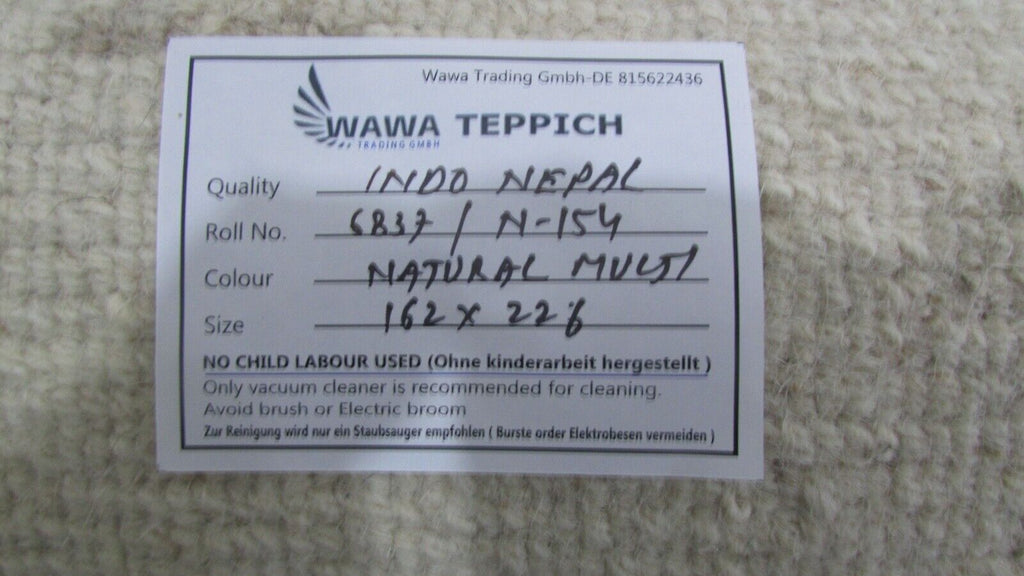 Wawa Trading Gmbh-DE 815622436
WAWA TEPPICH
TRADING GMBH
Quality INDO NEPAL
Roll No. 6837 / N-154
Colour NATURAL MULTI
Size 162 x 226
NO CHILD LABOUR USED (Ohne kinderarbeit hergestellt )
Only vacuum cleaner is recommended for cleaning.
Avoid brush or Electric broom
Zur Reinigung wird nur ein Staubsauger empfohlen ( Burste order Elektrobesen vermeiden )